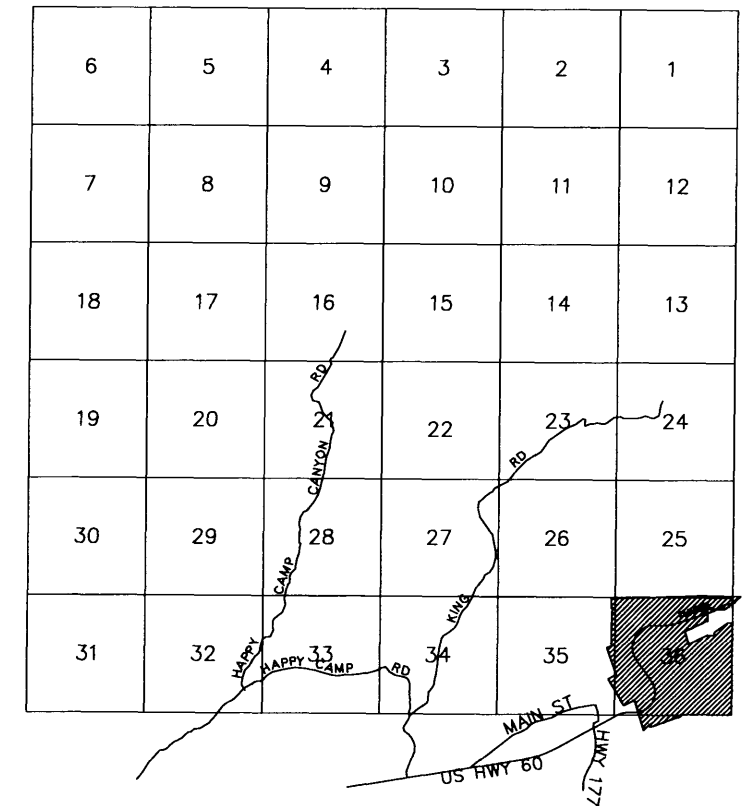 6 5 4 3 2 1
7 8 9 10 11 12
18 17 16 15 14 13
RD
19 20 21 22 23 24
RD
CANYON
30 29 28 27 26 25
CAMP
KING
31 32 33 34 35 36
HAPPY
HAPPY CAMP RD
MAIN ST
US HWY 60
HWY 177